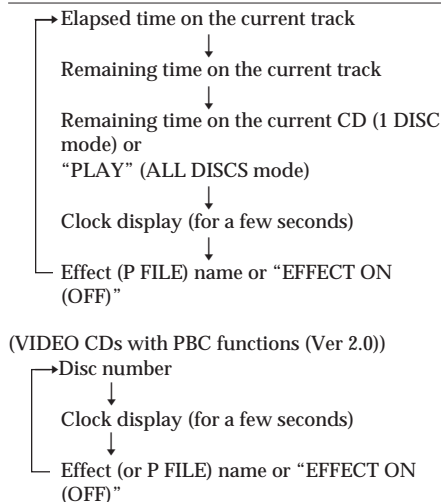 Elapsed time on the current track
Remaining time on the current track
Remaining time on the current CD (1 DISC
mode) or
“PLAY” (ALL DISCS mode)
Clock display (for a few seconds)
Effect (P FILE) name or “EFFECT ON
(OFF)”
(VIDEO CDs with PBC functions (Ver 2.0))
Disc number
Clock display (for a few seconds)
Effect (or P FILE) name or “EFFECT ON
(OFF)”